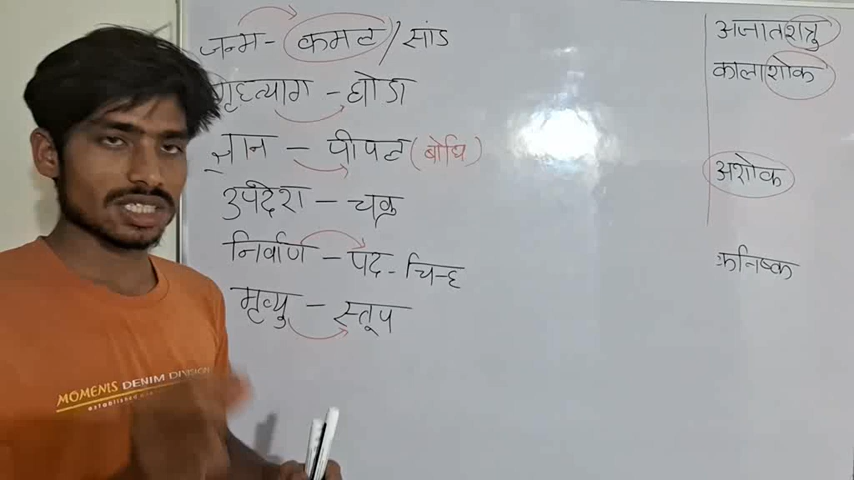 जन्म - कमल / सांड
गृहत्याग - घोडा
ज्ञान - पीपल (बोधि)
उपदेश - चक्र
निर्वाण - पद - चिन्ह
मृत्यु - स्तूप
अजातशत्रु
कालाशोक
अशोक
कनिष्क
MOMENTS DENIM DIVISION